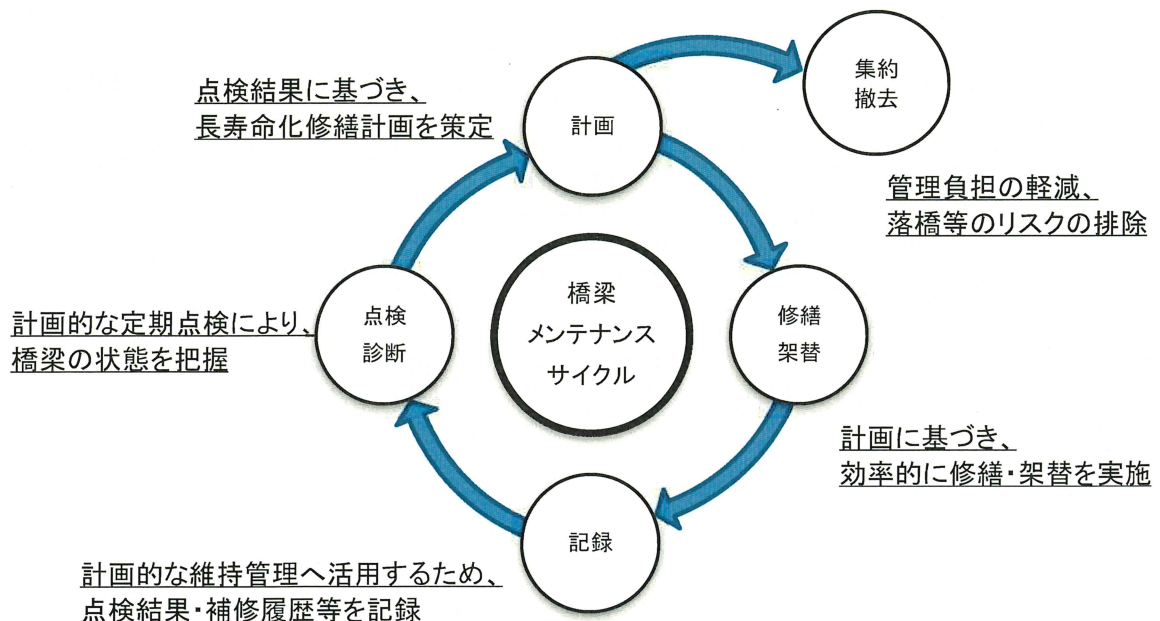 点検結果に基づき、
長寿命化修繕計画を策定
計画
集約
撤去
管理負担の軽減、
落橋等のリスクの排除
計画的な定期点検により、
橋梁の状態を把握
点検
診断
橋梁
メンテナンス
サイクル
修繕
架替
計画に基づき、
効率的に修繕・架替を実施
記録
計画的な維持管理へ活用するため、
点検結果・補修履歴等を記録